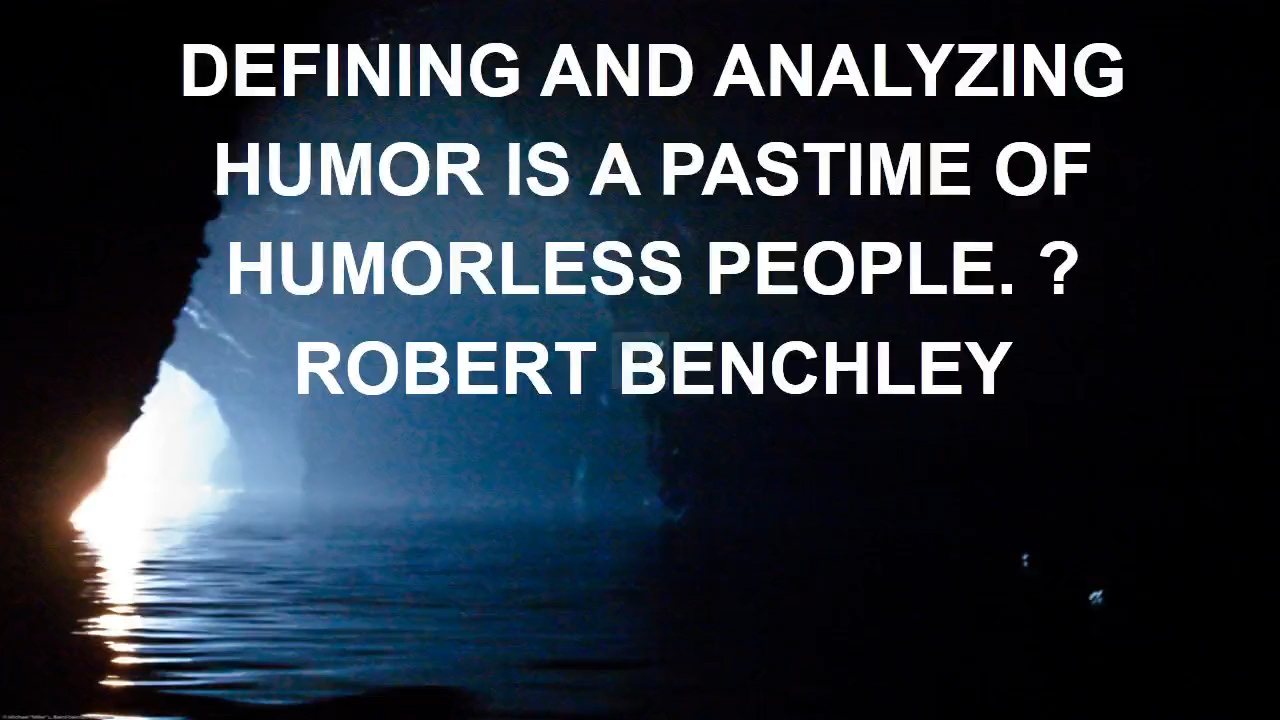 DEFINING AND ANALYZING
HUMOR IS A PASTIME OF
HUMORLESS PEOPLE. ?
ROBERT BENCHLEY